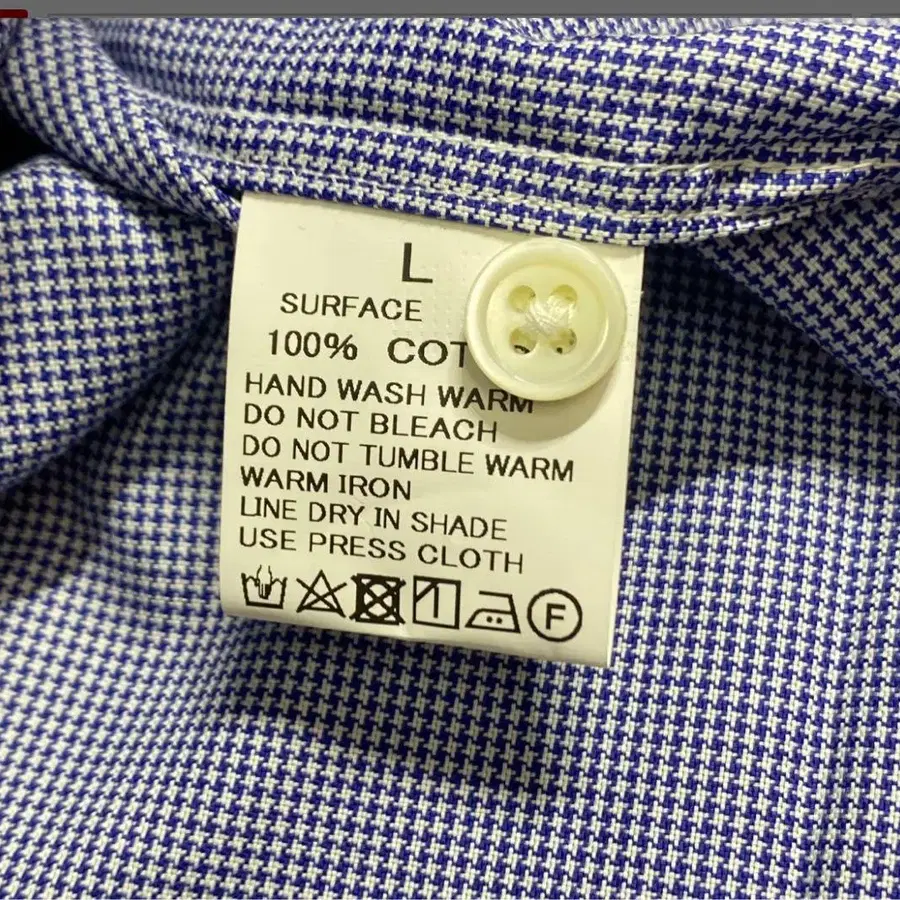 L
SURFACE
100%
HAND WASH WARM
DO NOT BLEACH
DO NOT TUMBLE WARM
WARM IRON
LINE DRY IN SHADE
USE PRESS CLOTH
F